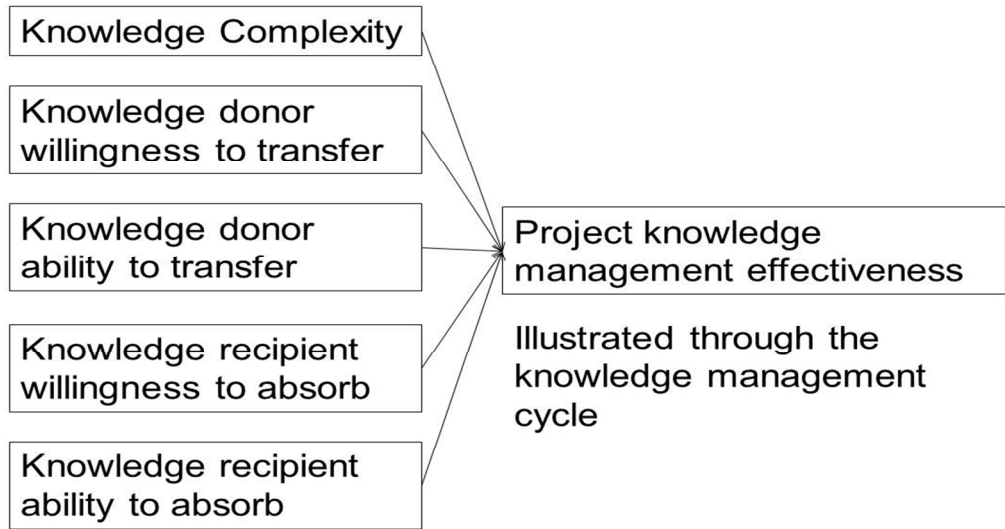 Knowledge Complexity
Knowledge donor
willingness to transfer
Knowledge donor
ability to transfer
Knowledge recipient
willingness to absorb
Knowledge recipient
ability to absorb
Project knowledge
management effectiveness
Illustrated through the
knowledge management
cycle